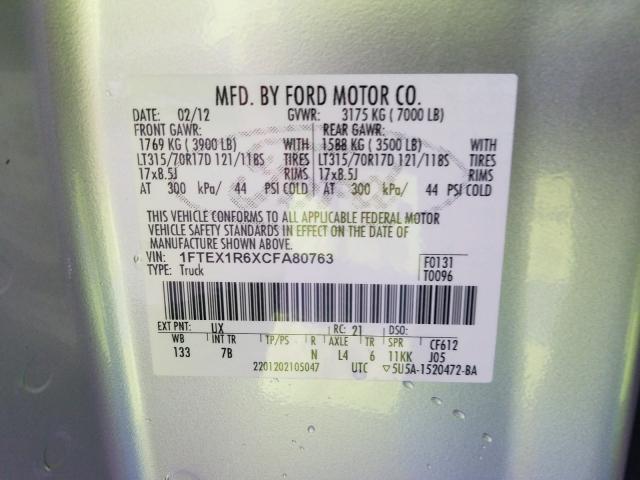 MFD. BY FORD MOTOR CO.
DATE: 02/12 GVWR: 3175 KG ( 7000 LB)
FRONT GAWR: REAR GAWR:
1769 KG ( 3900 LB) WITH 1588 KG ( 3500 LB) WITH
LT315/70R17D 121/118S TIRES LT315/70R17D 121/118S TIRES
17x8.5J RIMS 17x8.5J RIMS
AT 300 kPa/ 44 PSI COLD AT 300 kPa/ 44 PSI COLD
THIS VEHICLE CONFORMS TO ALL APPLICABLE FEDERAL MOTOR
VEHICLE SAFETY STANDARDS IN EFFECT ON THE DATE OF
MANUFACTURE SHOWN ABOVE.
VIN: 1FTEX1R6XCFA80763 F0131
TYPE: Truck T0096
EXT PNT: UX RC: 21 DSO:
WB INT TR TP/PS R AXLE TR SPR CF612
133 7B N L4 6 11KK J05
2201202105047 UTC ▽5U5A-1520472-BA